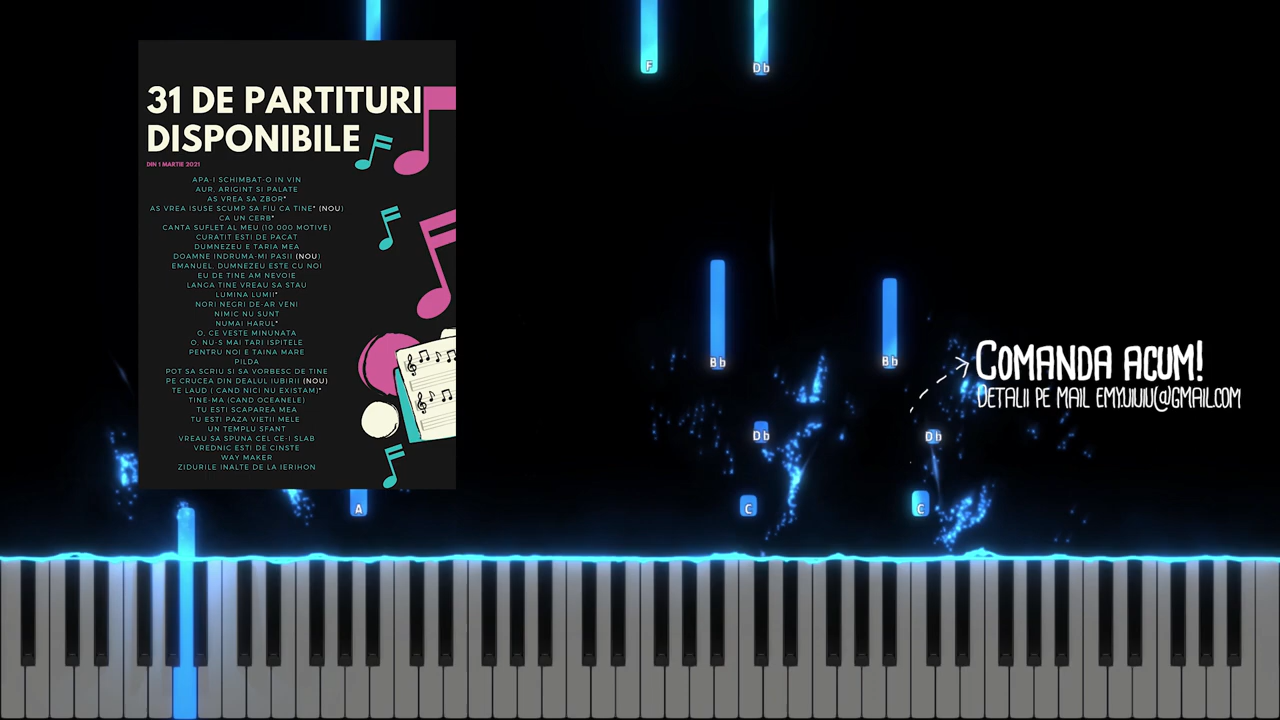 F
Db
31 DE PARTITURI
DISPONIBILE
DIN 1 MARTIE 2021
APA-I SCHIMBAT-O IN VIN
AUR, ARIGINT SI PALATE
AS VREA SA ZBOR*
AS VREA ISUSE SCUMP SA FIU CA TINE* (NOU)
CA UN CERB*
CANTA SUFLET AL MEU (10 000 MOTIVE)
CURATIT ESTI DE PACAT
DUMNEZEU E TARIA MEA
DOAMNE INDRUMA-MI PASII (NOU)
EMANUEL, DUMNEZEU ESTE CU NOI
EU DE TINE AM NEVOIE
LANGA TINE VREAU SA STAU
LUMINA LUMII*
NORI NEGRI DE-AR VENI
NIMIC NU SUNT
NUMAI HARUL*
O, CE VESTE MINUNATA
O, NU-S MAI TARI ISPITELE
PENTRU NOI E TAINA MARE
PILDA
POT SA SCRIU SI SA VORBESC DE TINE
PE CRUCEA DIN DEALUL IUBIRII (NOU)
TE LAUD ( CAND NICI NU EXISTAM)*
TINE-MA (CAND OCEANELE)
TU ESTI SCAPAREA MEA
TU ESTI PAZA VIETII MELE
UN TEMPLU SFANT
VREAU SA SPUNA CEL CE-I SLAB
VREDNIC ESTI DE CINSTE
WAY MAKER
ZIDURILE INALTE DE LA IERIHON
Bb
Bb
COMANDA ACUM!
DETALII PE MAIL
Db
Db
A
C
C